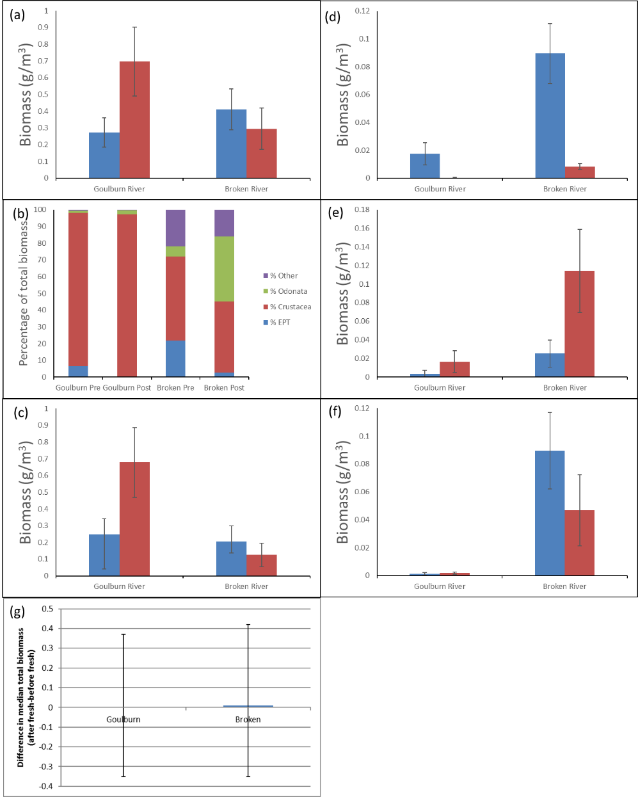 (a)
Biomass (g/m³)
1
0.9
0.8
0.7
0.6
0.5
0.4
0.3
0.2
0.1
0
Goulburn River
Broken River
(b)
Percentage of total biomass
100
90
80
70
60
50
40
30
20
10
0
Goulburn Pre
Goulburn Post
Broken Pre
Broken Post
% Other
% Odonata
% Crustacea
% EPT
(c)
Biomass (g/m³)
1
0.9
0.8
0.7
0.6
0.5
0.4
0.3
0.2
0.1
0
Goulburn River
Broken River
(d)
Biomass (g/m³)
0.12
0.1
0.08
0.06
0.04
0.02
0
Goulburn River
Broken River
(e)
Biomass (g/m³)
0.18
0.16
0.14
0.12
0.1
0.08
0.06
0.04
0.02
0
Goulburn River
Broken River
(f)
Biomass (g/m³)
0.12
0.1
0.08
0.06
0.04
0.02
0
Goulburn River
Broken River
(g)
Difference in median total bionmass
(after fresh-before fresh)
0.5
0.4
0.3
0.2
0.1
0
-0.1
-0.2
-0.3
-0.4
Goulburn
Broken